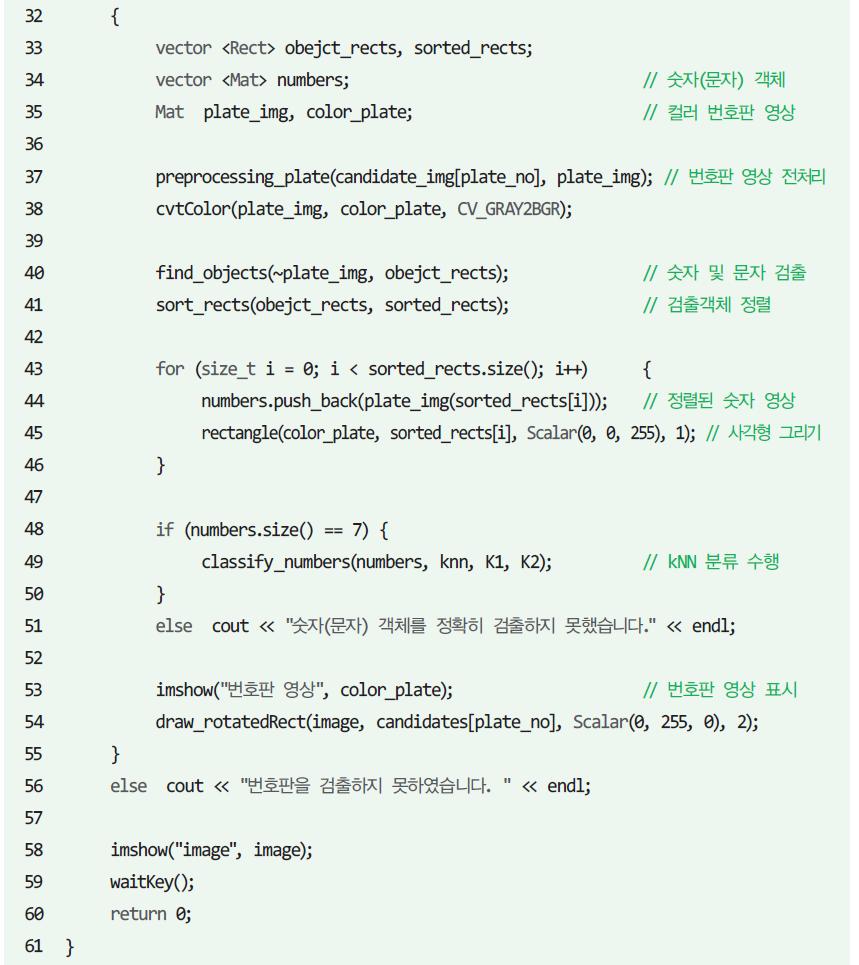 32 {
33 vector <Rect> obejct_rects, sorted_rects;
34 vector <Mat> numbers; // 숫자(문자) 객체
35 Mat plate_img, color_plate; // 컬러 번호판 영상
36
37 preprocessing_plate(candidate_img[plate_no], plate_img); // 번호판 영상 전처리
38 cvtColor(plate_img, color_plate, CV_GRAY2BGR);
39
40 find_objects(~plate_img, obejct_rects); // 숫자 및 문자 검출
41 sort_rects(obejct_rects, sorted_rects); // 검출객체 정렬
42
43 for (size_t i = 0; i < sorted_rects.size(); i++) {
44 numbers.push_back(plate_img(sorted_rects[i])); // 정렬된 숫자 영상
45 rectangle(color_plate, sorted_rects[i], Scalar(0, 0, 255), 1); // 사각형 그리기
46 }
47
48 if (numbers.size() == 7) {
49 classify_numbers(numbers, knn, K1, K2); // kNN 분류 수행
50 }
51 else cout << "숫자(문자) 객체를 정확히 검출하지 못했습니다." << endl;
52
53 imshow("번호판 영상", color_plate); // 번호판 영상 표시
54 draw_rotatedRect(image, candidates[plate_no], Scalar(0, 255, 0), 2);
55 }
56 else cout << "번호판을 검출하지 못하였습니다. " << endl;
57
58 imshow("image", image);
59 waitKey();
60 return 0;
61 }